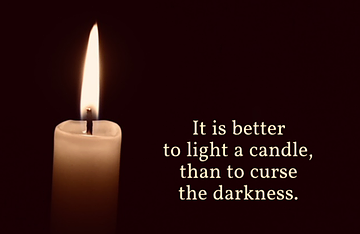 It is better
to light a candle,
than to curse
the darkness.